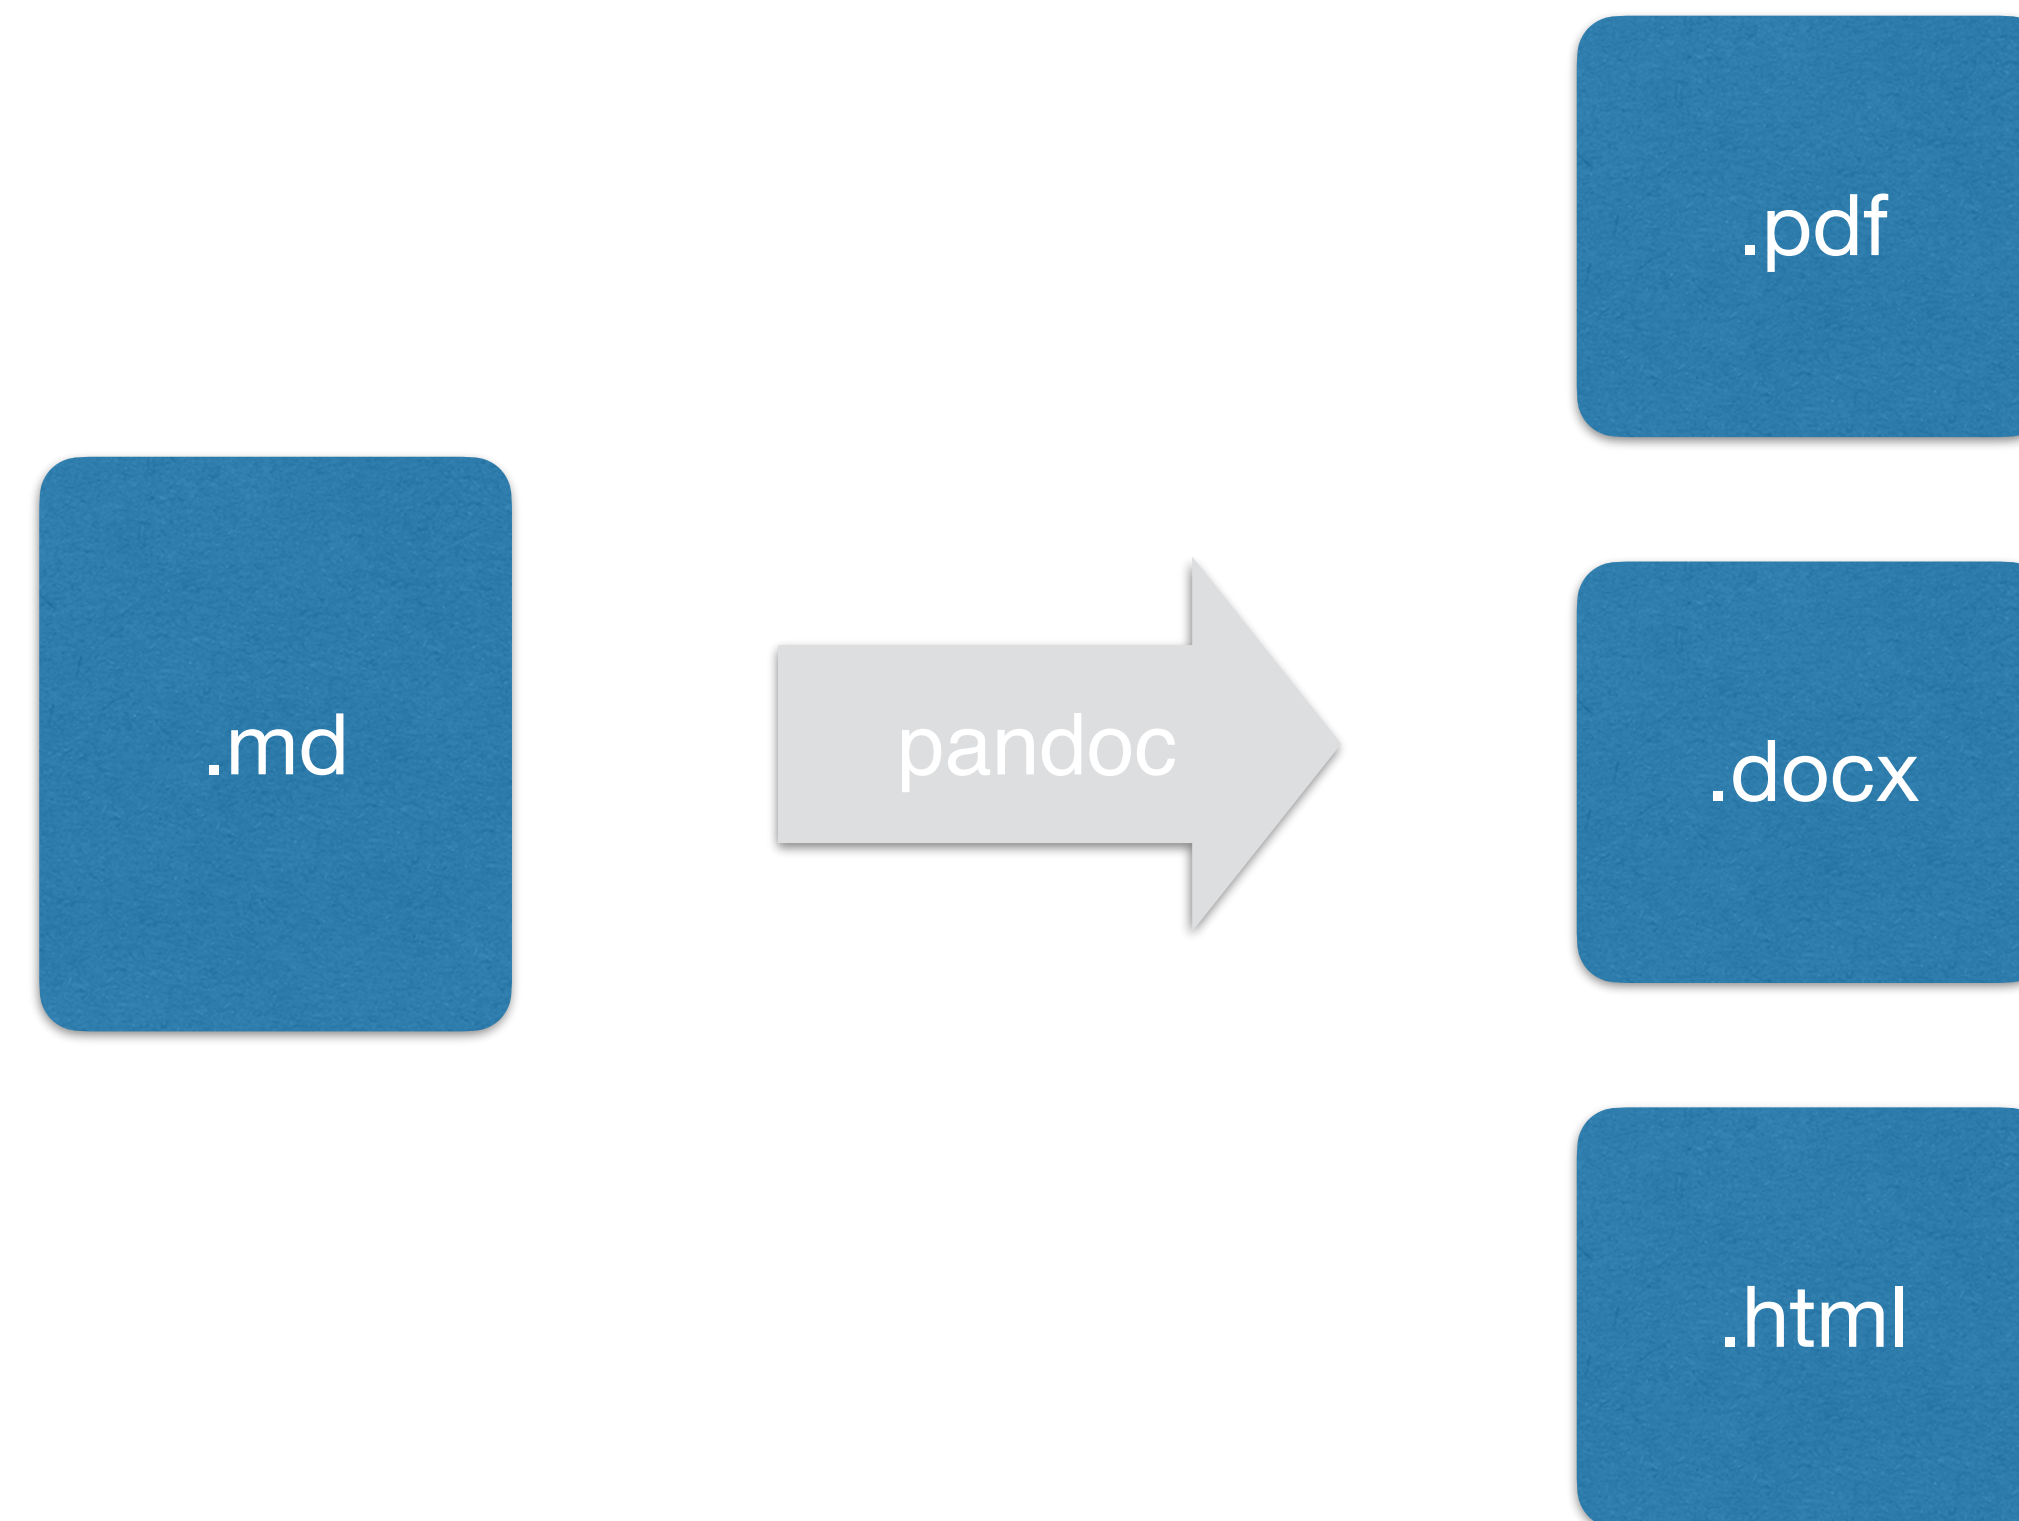 .md
pandoc
.pdf
.docx
.html